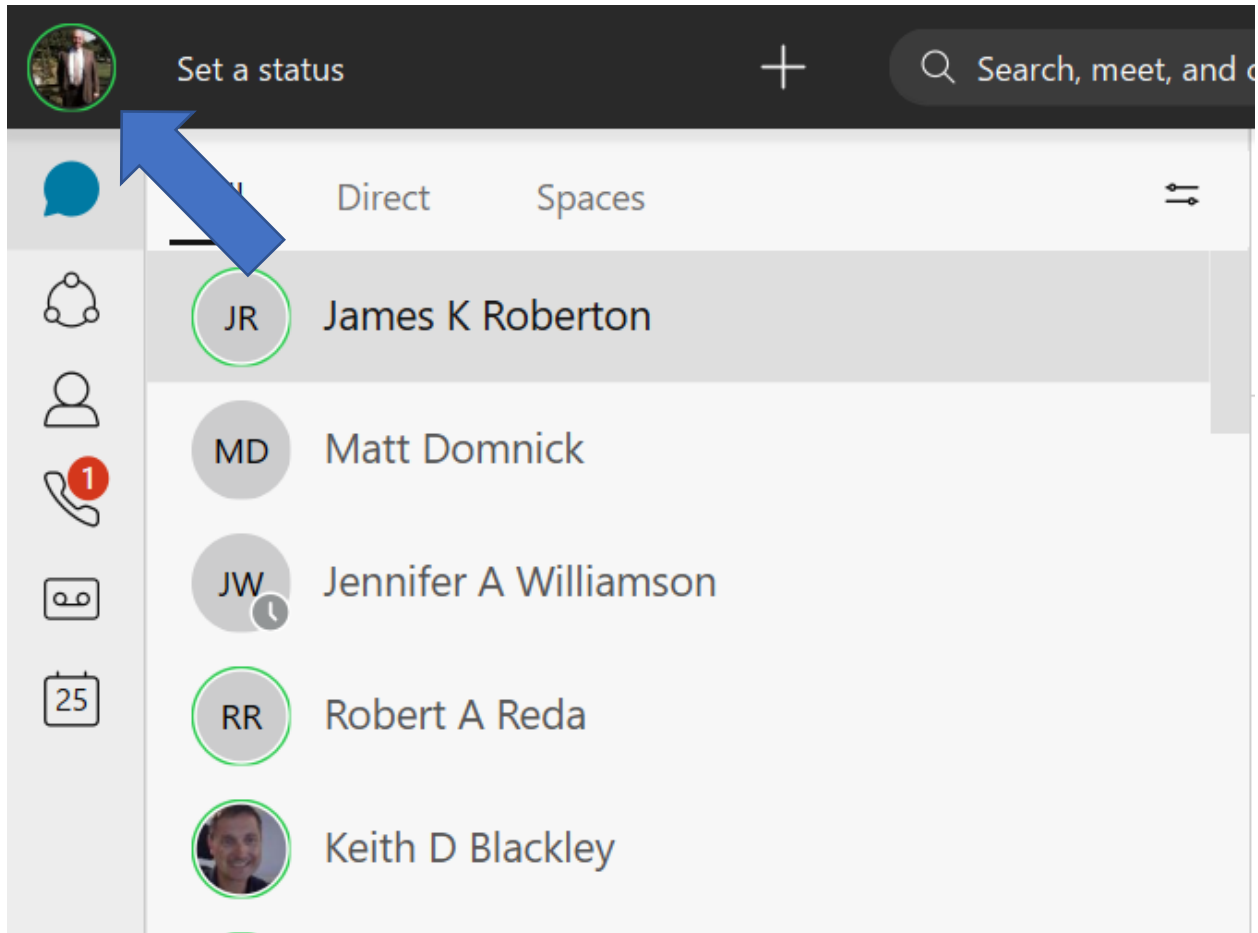 Set a status
Search, meet, and
Direct Spaces
JR James K Roberton
MD Matt Domnick
1
JW Jennifer A Williamson
25
RR Robert A Reda
Keith D Blackley